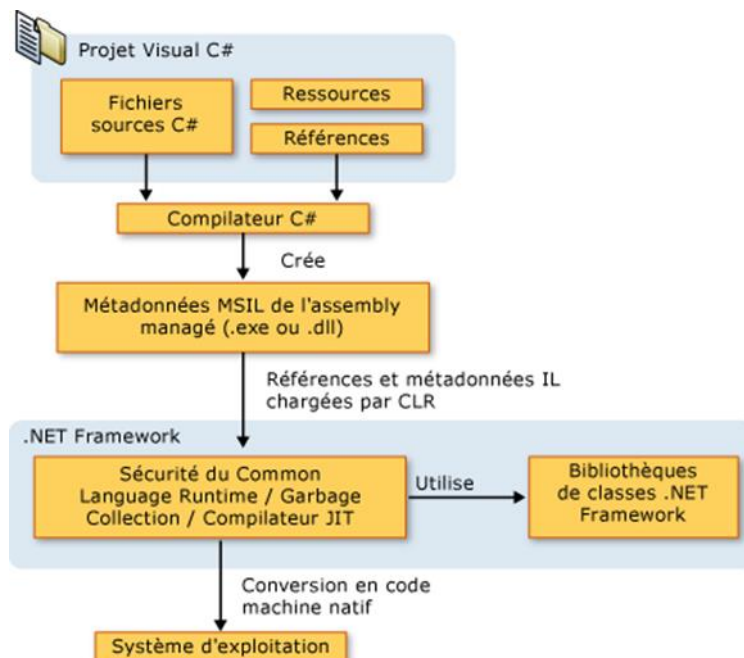 Projet Visual C#
Fichiers
sources C#
Ressources
Références
Compilateur C#
Crée
Métadonnées MSIL de l'assembly
managé (.exe ou .dll)
Références et métadonnées IL
chargées par CLR
.NET Framework
Sécurité du Common
Language Runtime / Garbage
Collection / Compilateur JIT
Utilise
Bibliothèques
de classes .NET
Framework
Conversion en code
machine natif
Système d'exploitation